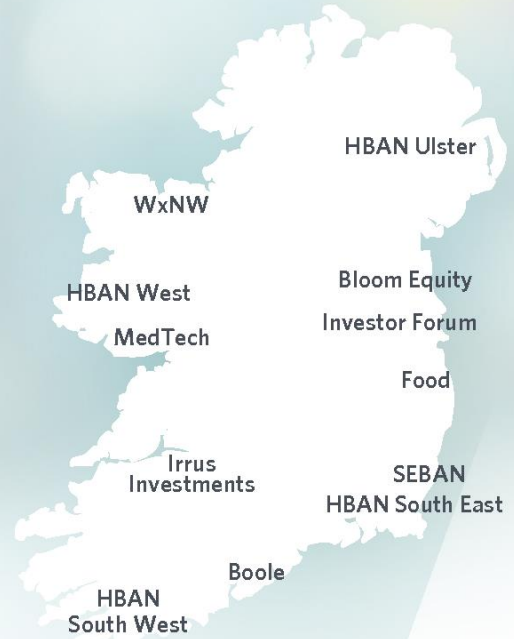 HBAN Ulster
WxNW
Bloom Equity
HBAN West
Investor Forum
MedTech
Food
Irrus
Investments
SEBAN
HBAN South East
Boole
HBAN
South West